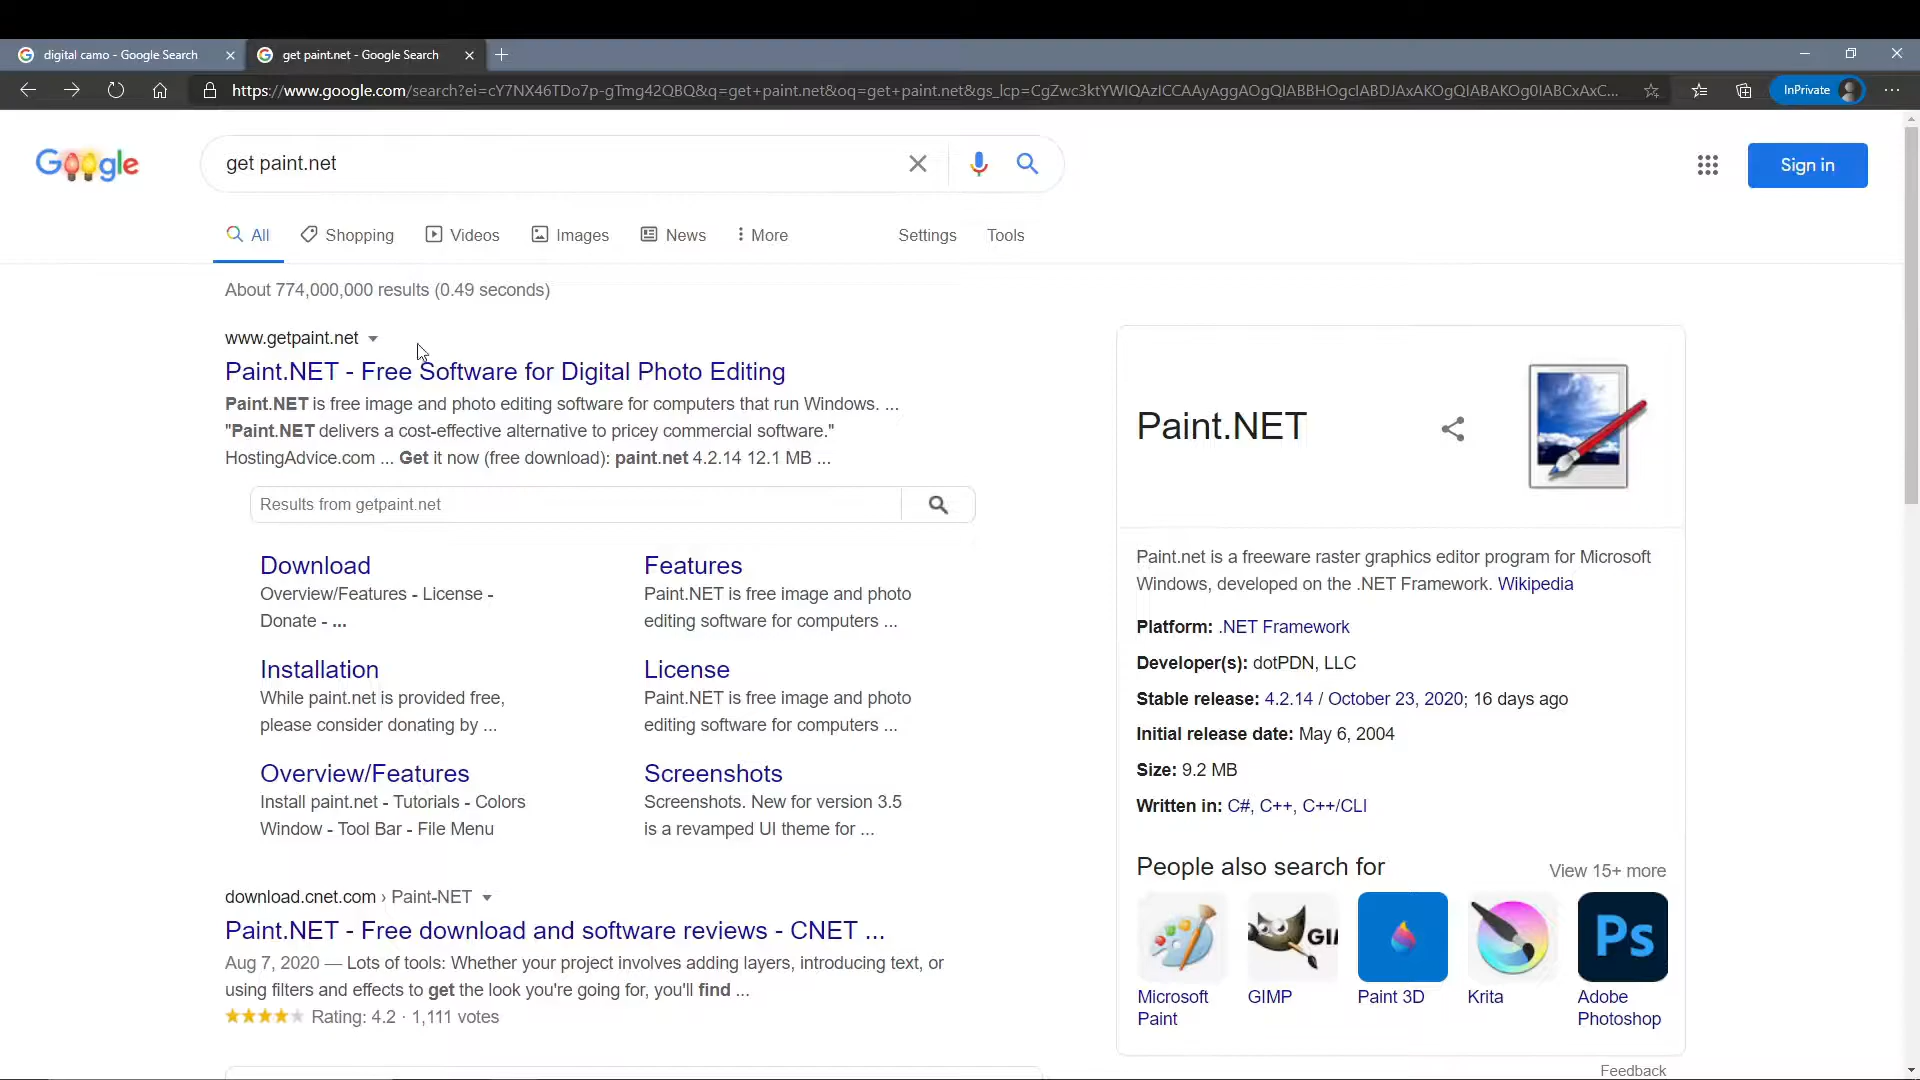 digital camo - Google Search
get paint.net - Google Search
https://www.google.com/search?ei=cY7NX46TDo7p-gTmg42QBQ&q=get+paint.net&oq=get+paint.net&gs_lcp=CgZwc3ktYWIQAzICCAAyAggAOgQIABBHOgcIABDJAxAKOgQIABAKOg0IABCxAxC...
InPrivate
Google
get paint.net
Sign in
All
Shopping
Videos
Images
News
More
Settings
Tools
About 774,000,000 results (0.49 seconds)
www.getpaint.net
Paint.NET - Free Software for Digital Photo Editing
Paint.NET is free image and photo editing software for computers that run Windows. ...
"Paint.NET delivers a cost-effective alternative to pricey commercial software."
HostingAdvice.com ... Get it now (free download): paint.net 4.2.14 12.1 MB ...
Results from getpaint.net
Download
Overview/Features - License -
Donate - ...
Features
Paint.NET is free image and photo
editing software for computers ...
Installation
While paint.net is provided free,
please consider donating by ...
License
Paint.NET is free image and photo
editing software for computers ...
Overview/Features
Install paint.net - Tutorials - Colors
Window - Tool Bar - File Menu
Screenshots
Screenshots. New for version 3.5
is a revamped UI theme for ...
download.cnet.com › Paint-NET
Paint.NET - Free download and software reviews - CNET ...
Aug 7, 2020 — Lots of tools: Whether your project involves adding layers, introducing text, or
using filters and effects to get the look you're going for, you'll find ...
Rating: 4.2 · 1,111 votes
Paint.NET
Paint.net is a freeware raster graphics editor program for Microsoft
Windows, developed on the .NET Framework. Wikipedia
Platform: .NET Framework
Developer(s): dotPDN, LLC
Stable release: 4.2.14 / October 23, 2020; 16 days ago
Initial release date: May 6, 2004
Size: 9.2 MB
Written in: C#, C++, C++/CLI
People also search for
View 15+ more
GI
Ps
Microsoft
Paint
GIMP
Paint 3D
Krita
Adobe
Photoshop
Feedback